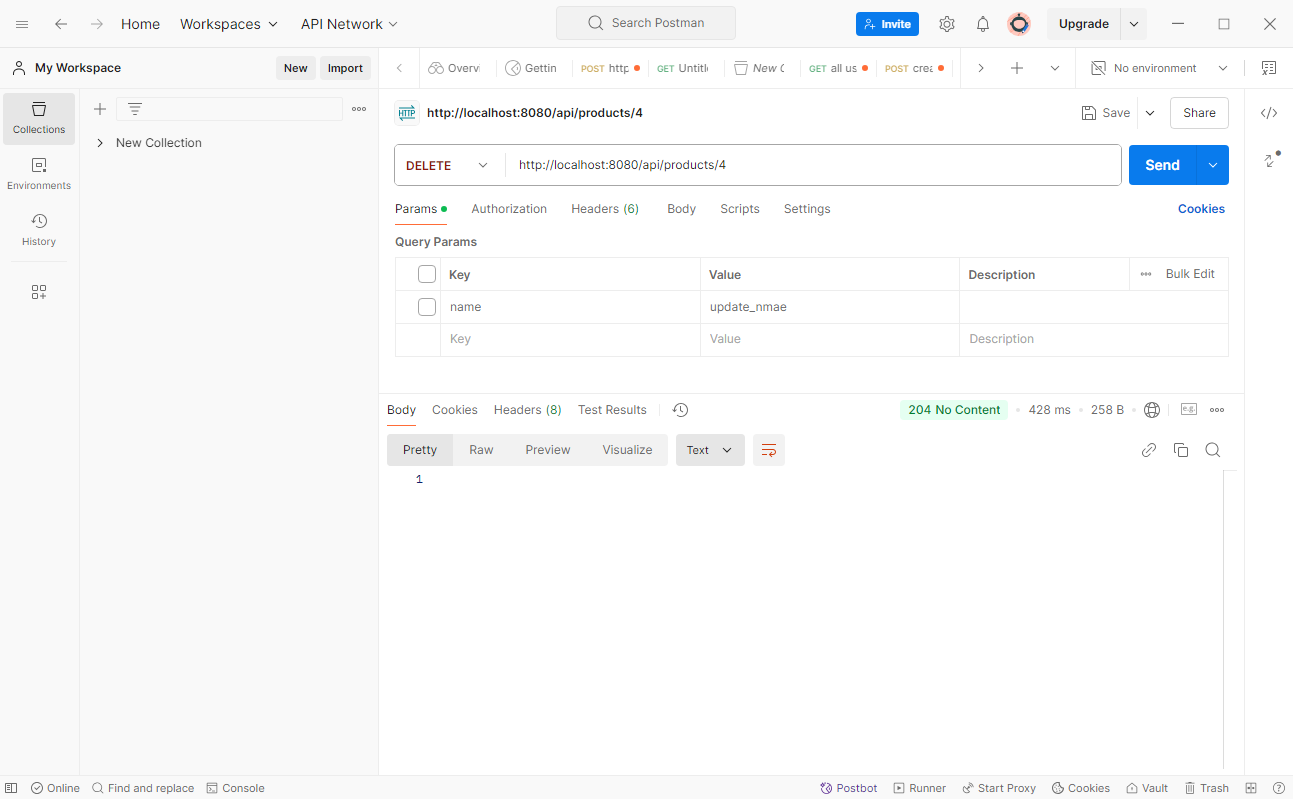 Home Workspaces API Network Search Postman Invite Upgrade
My Workspace New Import Overvi Gettin POST http GET Untitle New C GET all us POST crea No environment
Collections
Environments
History
New Collection
HTTP http://localhost:8080/api/products/4 Save Share
DELETE http://localhost:8080/api/products/4 Send
Params Authorization Headers (6) Body Scripts Settings Cookies
Query Params
Key Value Description Bulk Edit
name update_nmae
Key Value Description
Body Cookies Headers (8) Test Results 204 No Content 428 ms 258 B e.g.
Pretty Raw Preview Visualize Text
1
Online Find and replace Console Postbot Runner Start Proxy Cookies Vault Trash